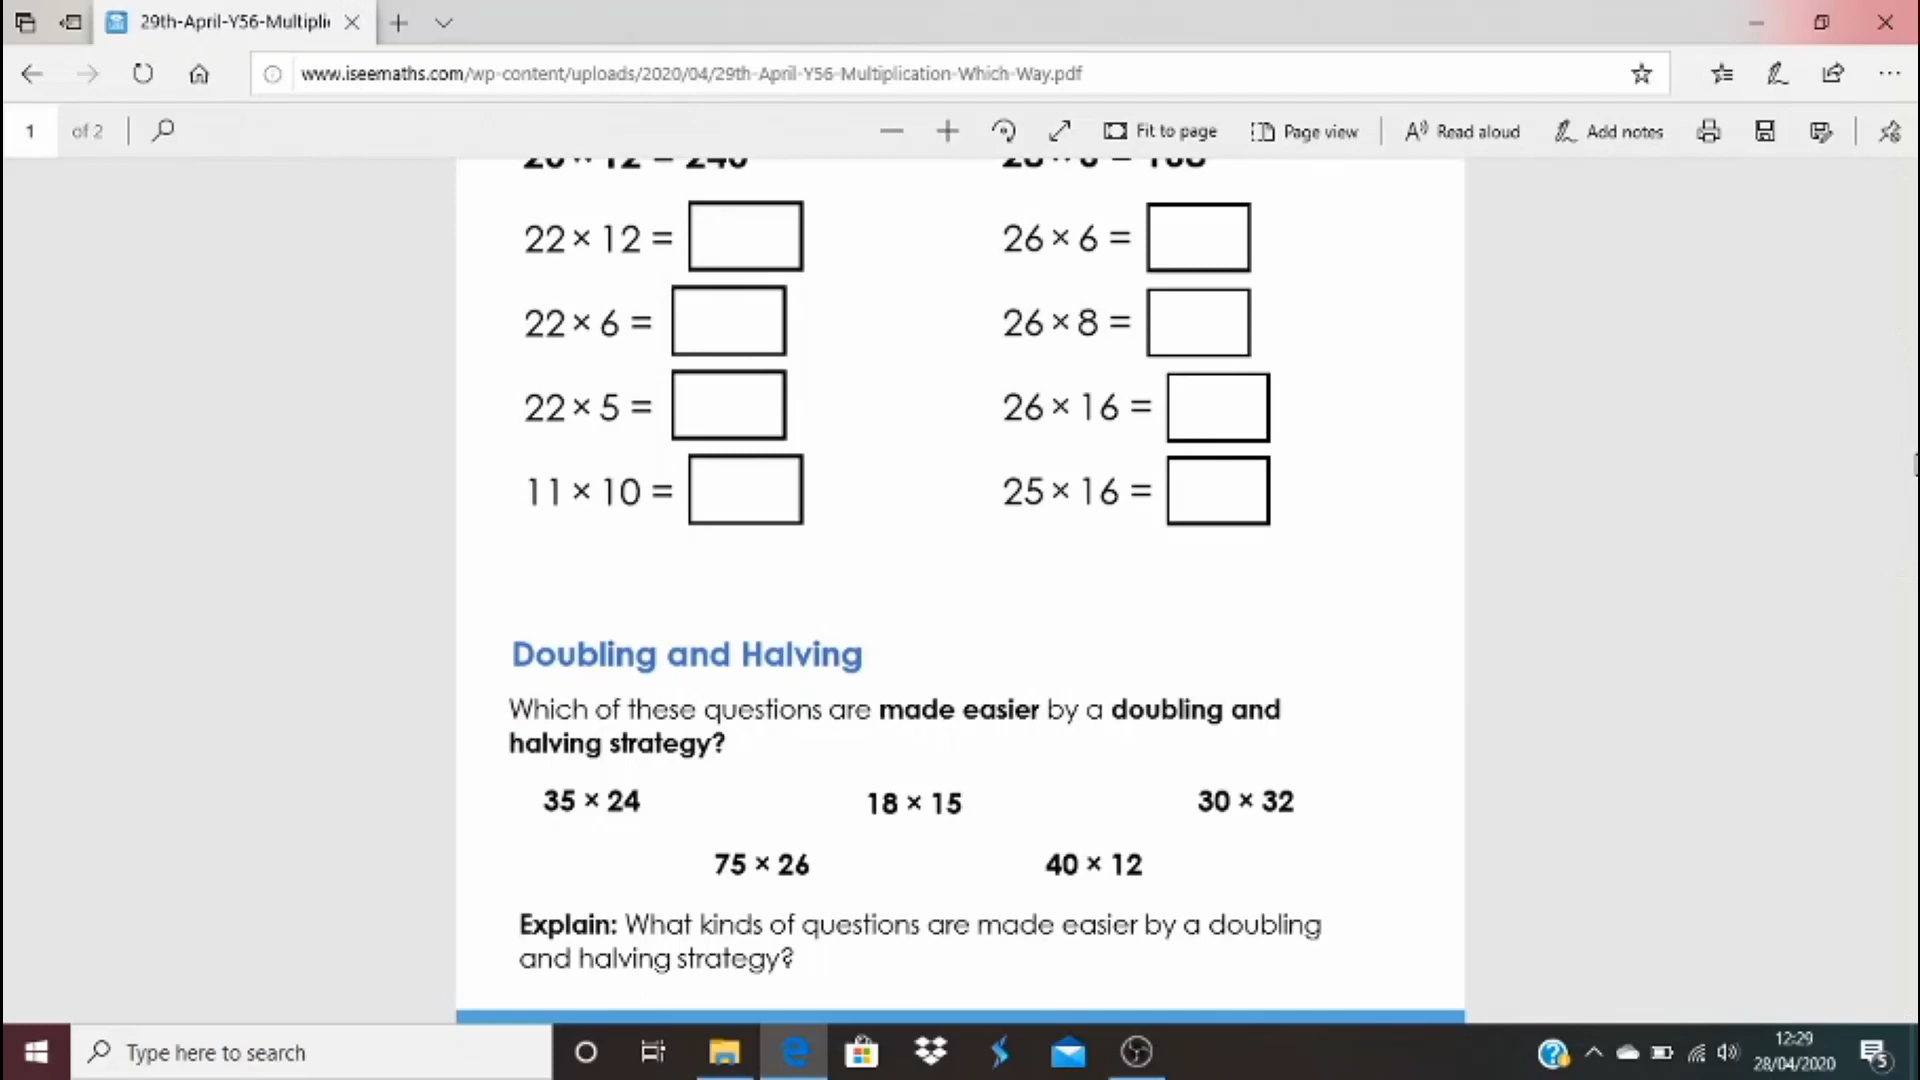 29th-April-Y56-Multipli
www.iseemaths.com/wp-content/uploads/2020/04/29th-April-Y56-Multiplication-Which-Way.pdf
1 of 2 Fit to page Page view Read aloud Add notes
22 × 12 =
22 × 6 =
22 × 5 =
11 × 10 =
26 × 6 =
26 × 8 =
26 × 16 =
25 × 16 =
Doubling and Halving
Which of these questions are made easier by a doubling and
halving strategy?
35 × 24 18 × 15 30 × 32
75 × 26 40 × 12
Explain: What kinds of questions are made easier by a doubling
and halving strategy?
Type here to search
12:29
28/04/2020
5